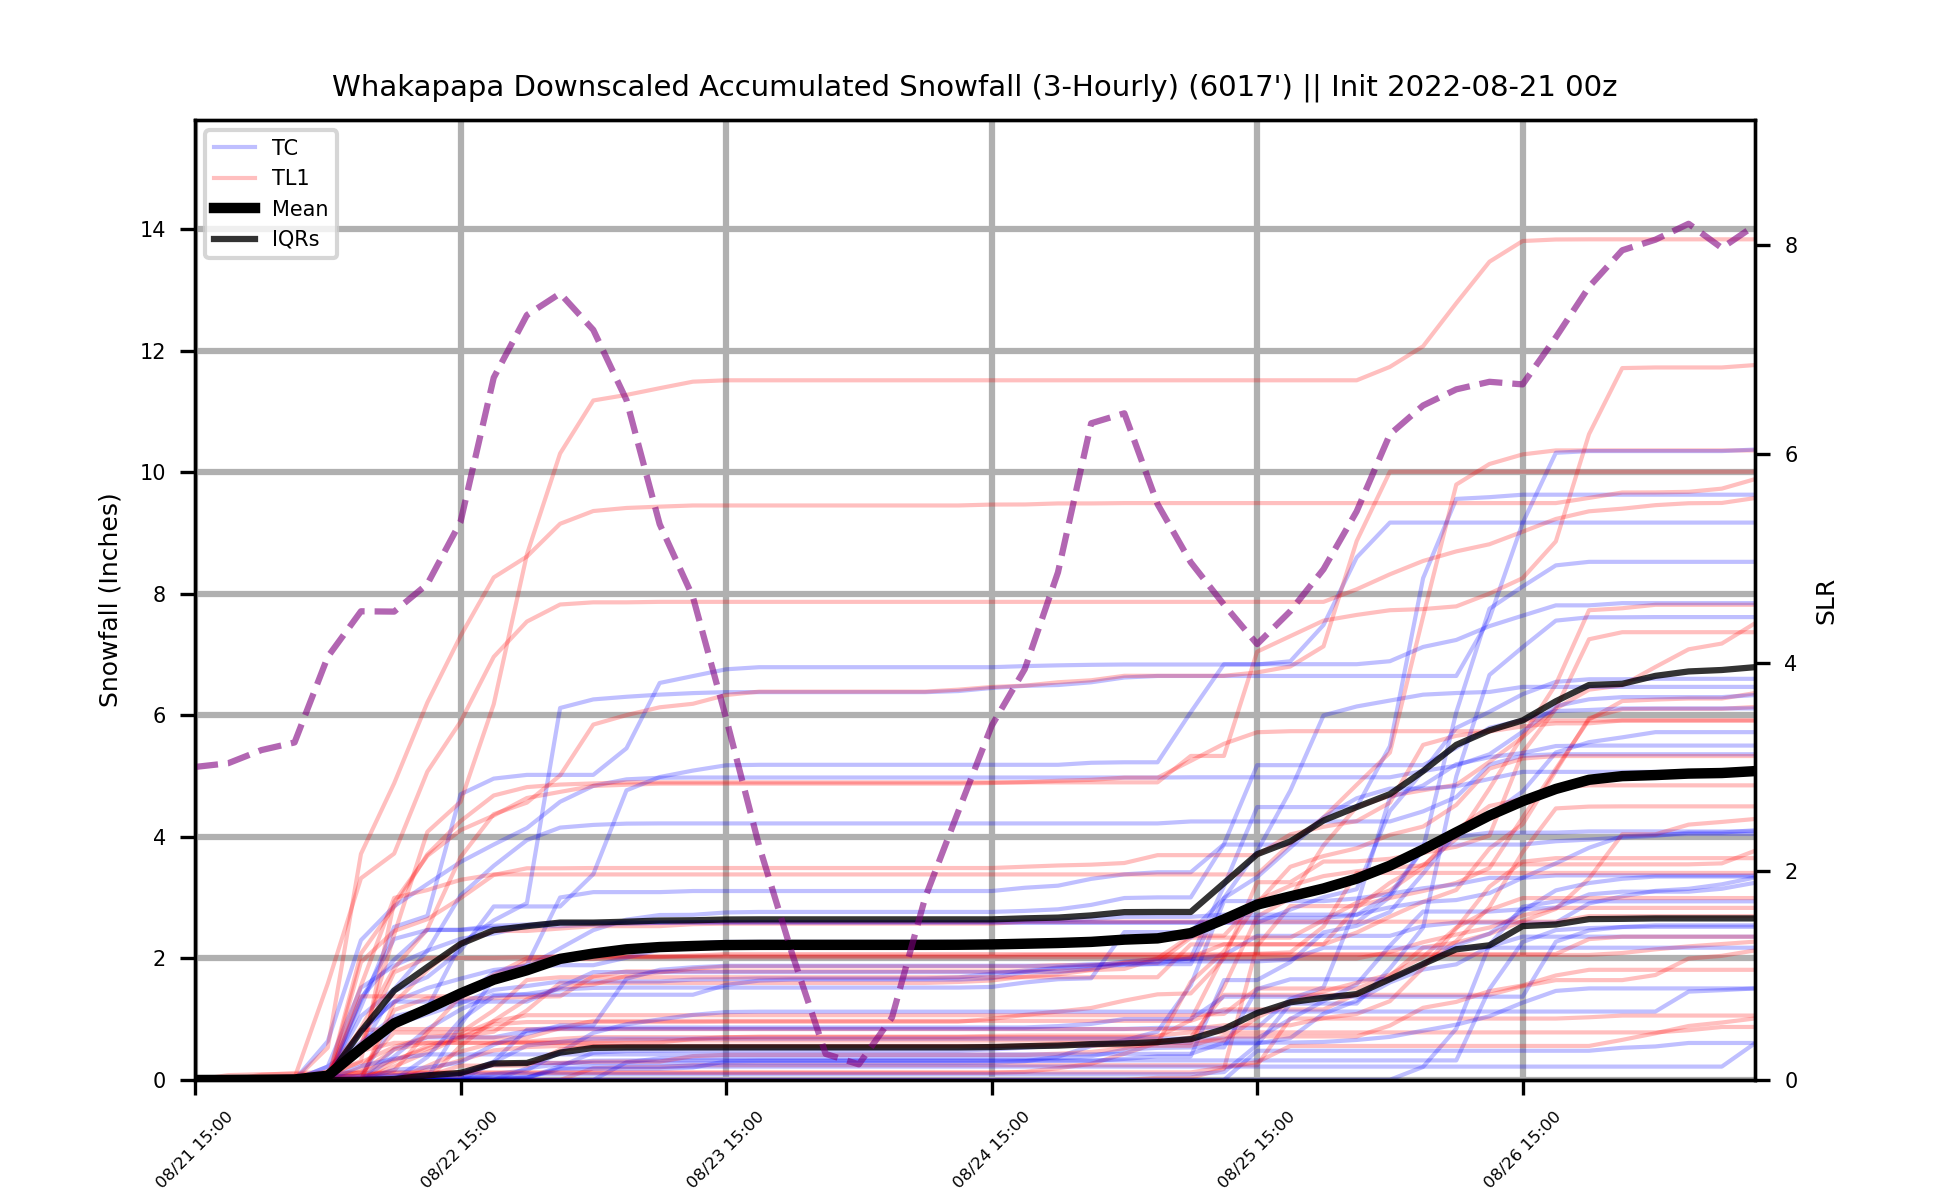 Whakapapa Downscaled Accumulated Snowfall (3-Hourly) (6017') || Init 2022-08-21 00z
TC
TL1
Mean
IQRs
Snowfall (Inches)
14
12
10
8
6
4
2
0
SLR
8
6
4
2
0
08/21 15:00
08/22 15:00
08/23 15:00
08/24 15:00
08/25 15:00
08/26 15:00